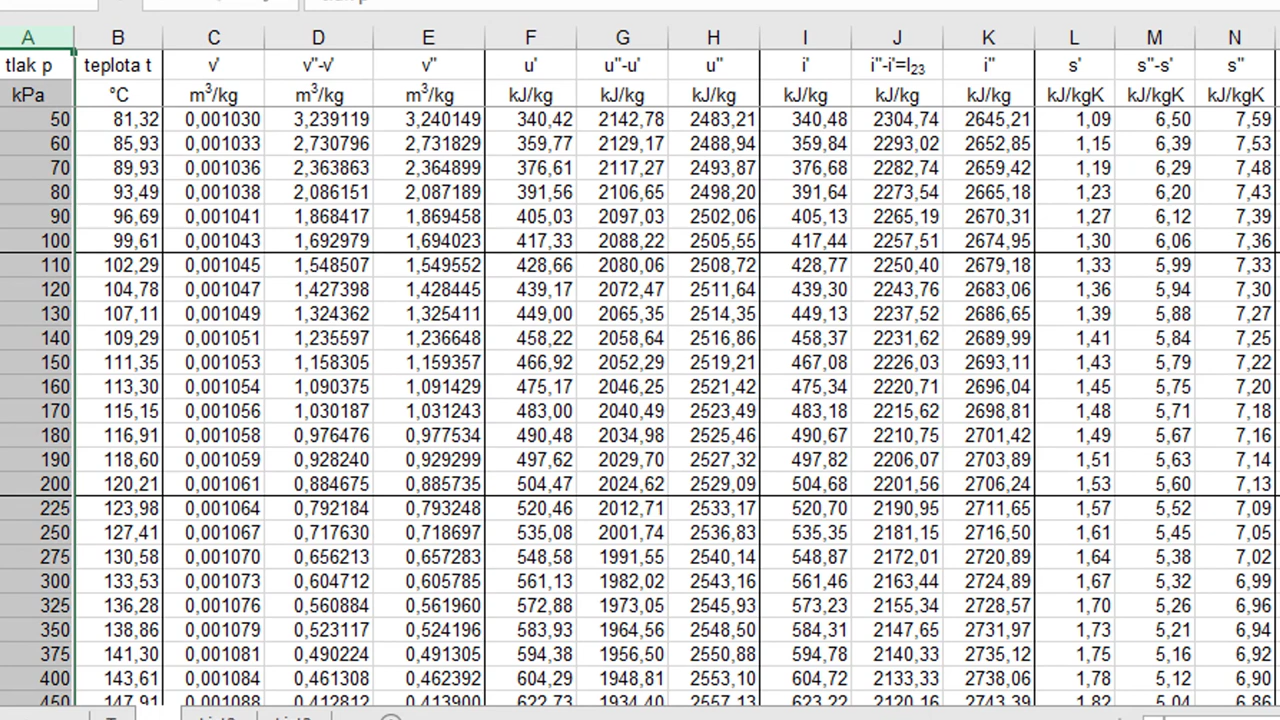 A B C D E F G H I J K L M N
tlak p teplota t v' v"-v' v" u' u"-u' u" i' i"-i'=l23 i" s' s"-s' s"
kPa °C m³/kg m³/kg m³/kg kJ/kg kJ/kg kJ/kg kJ/kg kJ/kg kJ/kg kJ/kgK kJ/kgK kJ/kgK
50 81,32 0,001030 3,239119 3,240149 340,42 2142,78 2483,21 340,48 2304,74 2645,21 1,09 6,50 7,59
60 85,93 0,001033 2,730796 2,731829 359,77 2129,17 2488,94 359,84 2293,02 2652,85 1,15 6,39 7,53
70 89,93 0,001036 2,363863 2,364899 376,61 2117,27 2493,87 376,68 2282,74 2659,42 1,19 6,29 7,48
80 93,49 0,001038 2,086151 2,087189 391,56 2106,65 2498,20 391,64 2273,54 2665,18 1,23 6,20 7,43
90 96,69 0,001041 1,868417 1,869458 405,03 2097,03 2502,06 405,13 2265,19 2670,31 1,27 6,12 7,39
100 99,61 0,001043 1,692979 1,694023 417,33 2088,22 2505,55 417,44 2257,51 2674,95 1,30 6,06 7,36
110 102,29 0,001045 1,548507 1,549552 428,66 2080,06 2508,72 428,77 2250,40 2679,18 1,33 5,99 7,33
120 104,78 0,001047 1,427398 1,428445 439,17 2072,47 2511,64 439,30 2243,76 2683,06 1,36 5,94 7,30
130 107,11 0,001049 1,324362 1,325411 449,00 2065,35 2514,35 449,13 2237,52 2686,65 1,39 5,88 7,27
140 109,29 0,001051 1,235597 1,236648 458,22 2058,64 2516,86 458,37 2231,62 2689,99 1,41 5,84 7,25
150 111,35 0,001053 1,158305 1,159357 466,92 2052,29 2519,21 467,08 2226,03 2693,11 1,43 5,79 7,22
160 113,30 0,001054 1,090375 1,091429 475,17 2046,25 2521,42 475,34 2220,71 2696,04 1,45 5,75 7,20
170 115,15 0,001056 1,030187 1,031243 483,00 2040,49 2523,49 483,18 2215,62 2698,81 1,48 5,71 7,18
180 116,91 0,001058 0,976476 0,977534 490,48 2034,98 2525,46 490,67 2210,75 2701,42 1,49 5,67 7,16
190 118,60 0,001059 0,928240 0,929299 497,62 2029,70 2527,32 497,82 2206,07 2703,89 1,51 5,63 7,14
200 120,21 0,001061 0,884675 0,885735 504,47 2024,62 2529,09 504,68 2201,56 2706,24 1,53 5,60 7,13
225 123,98 0,001064 0,792184 0,793248 520,46 2012,71 2533,17 520,70 2190,95 2711,65 1,57 5,52 7,09
250 127,41 0,001067 0,717630 0,718697 535,08 2001,74 2536,83 535,35 2181,15 2716,50 1,61 5,45 7,05
275 130,58 0,001070 0,656213 0,657283 548,58 1991,55 2540,14 548,87 2172,01 2720,89 1,64 5,38 7,02
300 133,53 0,001073 0,604712 0,605785 561,13 1982,02 2543,16 561,46 2163,44 2724,89 1,67 5,32 6,99
325 136,28 0,001076 0,560884 0,561960 572,88 1973,05 2545,93 573,23 2155,34 2728,57 1,70 5,26 6,96
350 138,86 0,001079 0,523117 0,524196 583,93 1964,56 2548,50 584,31 2147,65 2731,97 1,73 5,21 6,94
375 141,30 0,001081 0,490224 0,491305 594,38 1956,50 2550,88 594,78 2140,33 2735,12 1,75 5,16 6,92
400 143,61 0,001084 0,461308 0,462392 604,29 1948,81 2553,10 604,72 2133,33 2738,06 1,78 5,12 6,90
450 147,91 0,001088 0,412812 0,413900 622,73 1934,40 2557,13 623,22 2120,16 2743,39 1,82 5,04 6,86